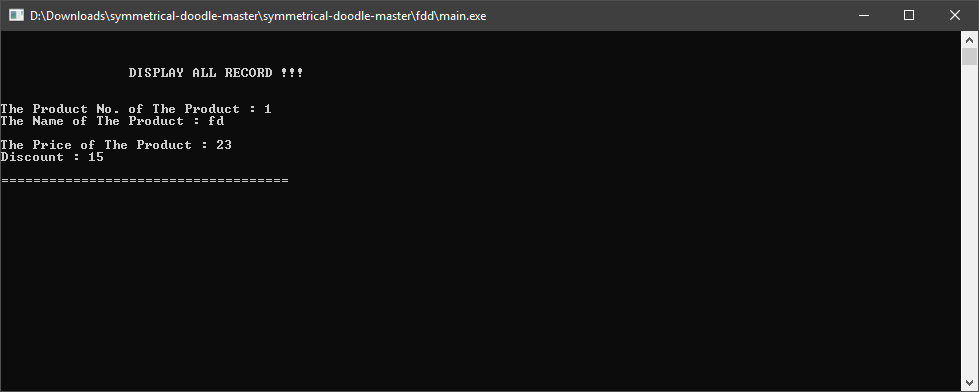 D:\Downloads\symmetrical-doodle-master\symmetrical-doodle-master\fdd\main.exe
DISPLAY ALL RECORD !!!
The Product No. of The Product : 1
The Name of The Product : fd
The Price of The Product : 23
Discount : 15
====================================